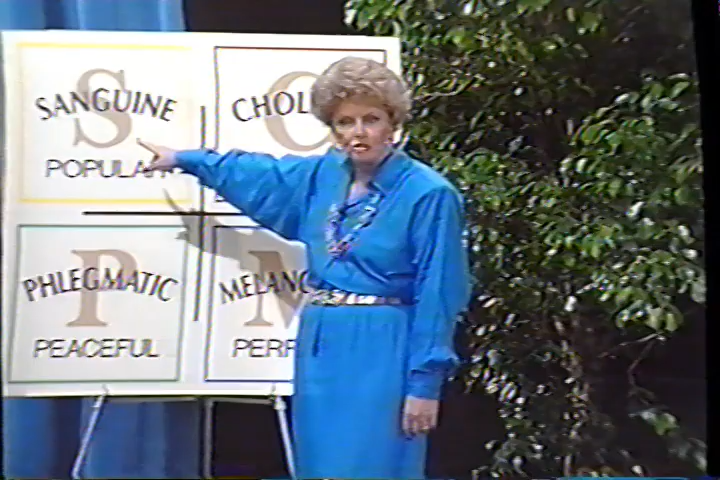 S
SANGUINE
POPULAR
C
CHOL
P
PHLEGMATIC
PEACEFUL
M
MELANC
PERF